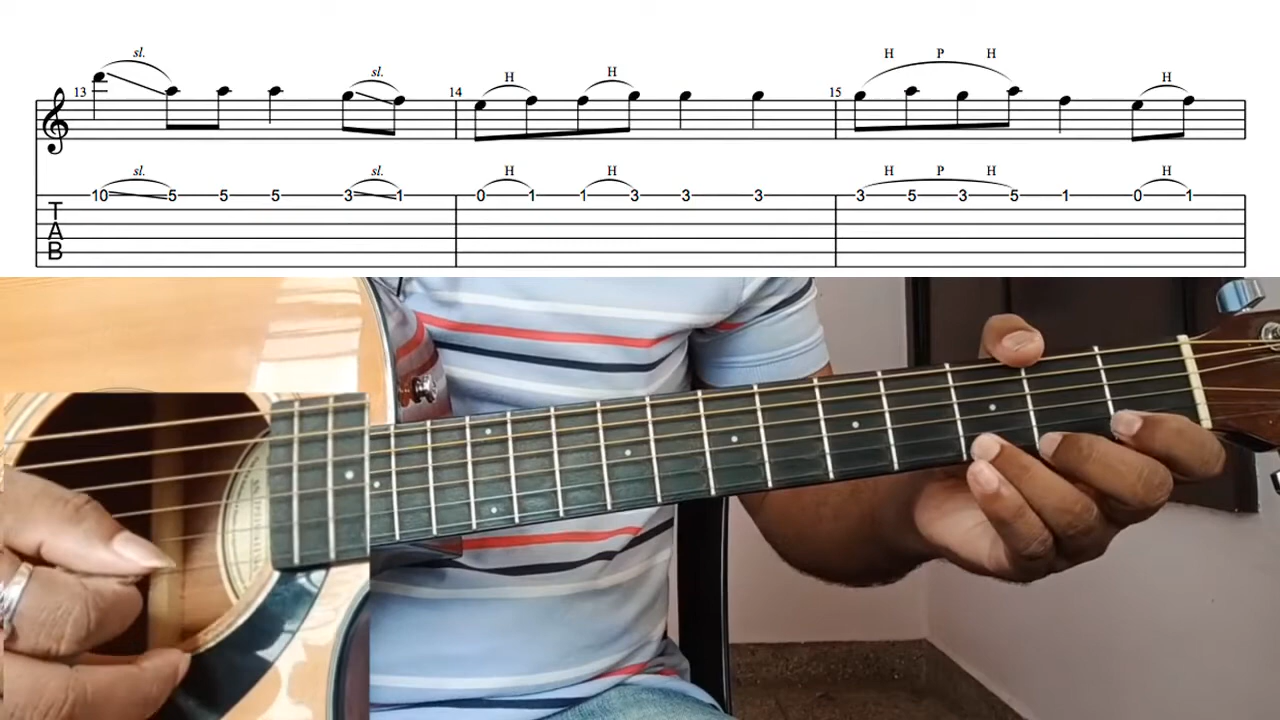 sl. sl. H H H P H H
13 14 15
sl. sl. H H H P H H
10 5 5 5 3 1 0 1 1 3 3 3 3 5 3 5 1 0 1
T
A
B